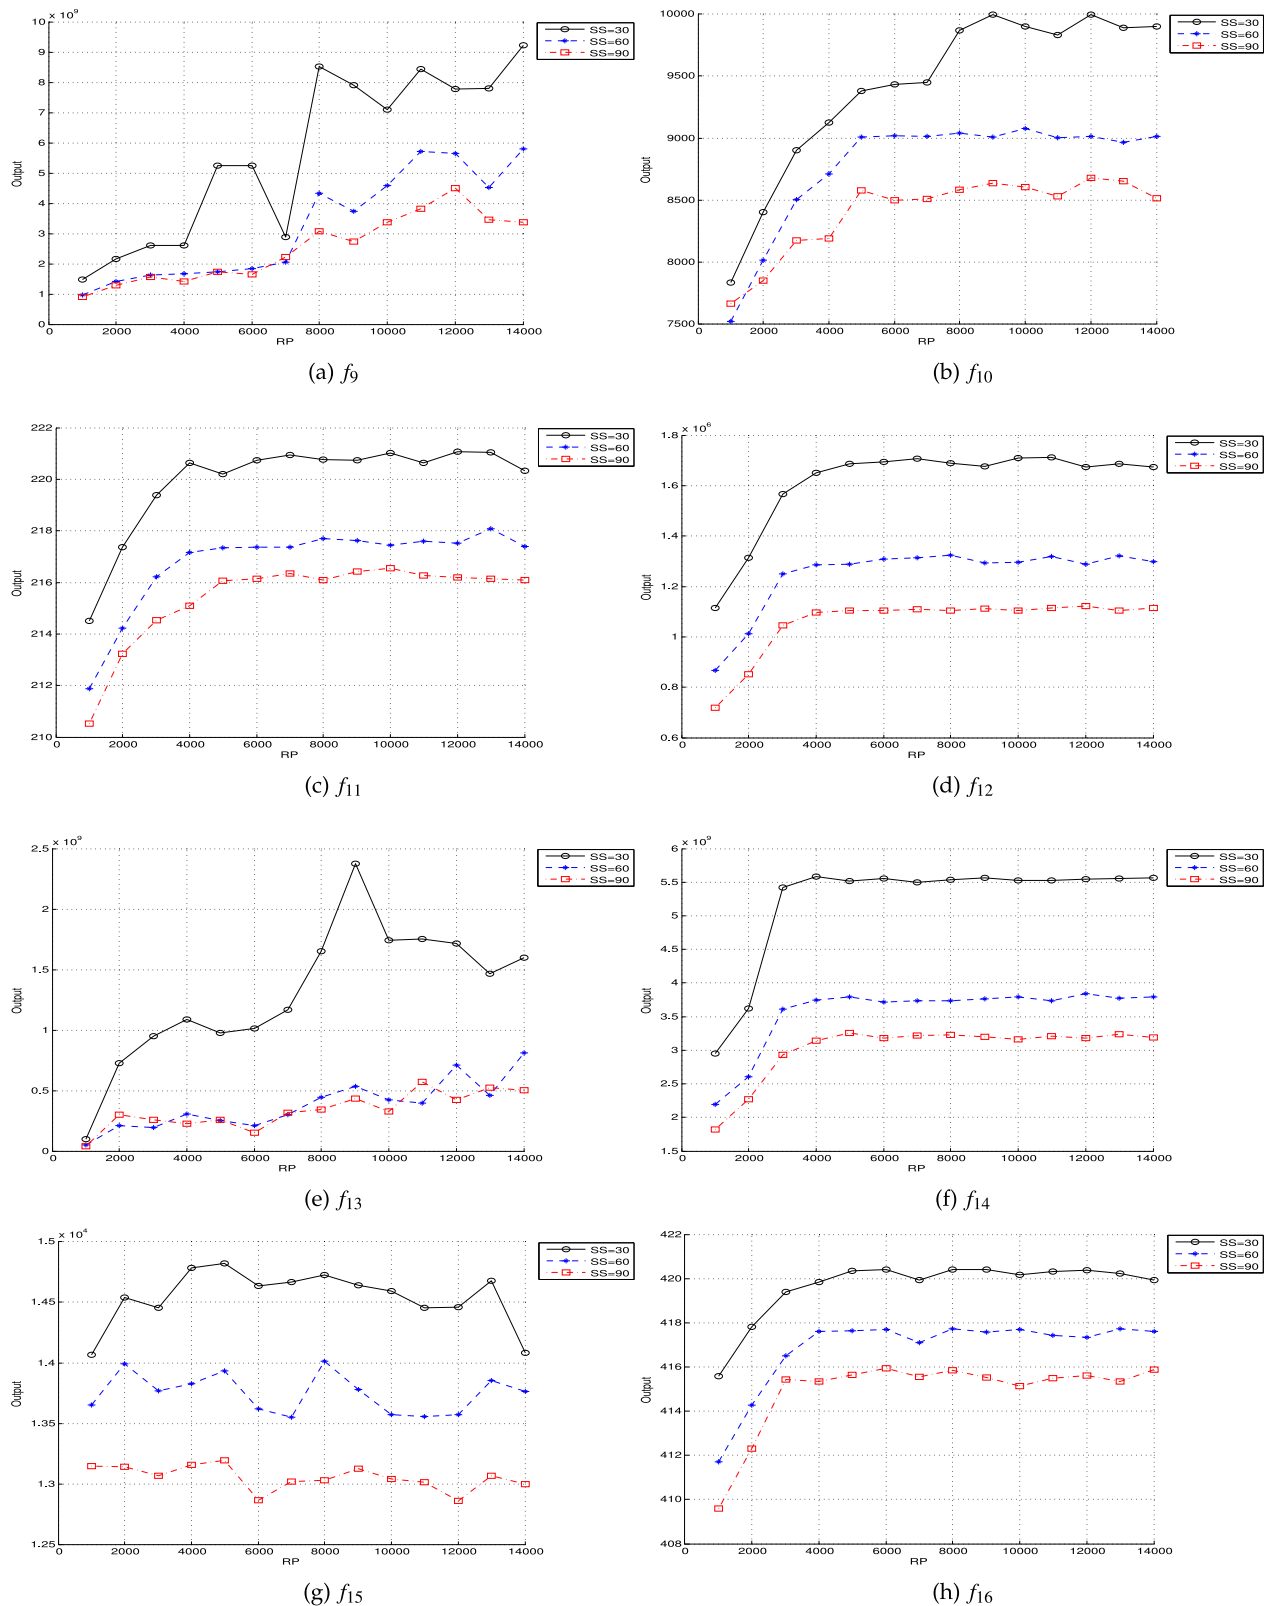 × 10⁹
10
9
8
7
6
5
4
3
2
1
0
Output
0 2000 4000 6000 8000 10000 12000 14000
RP
SS=30
SS=60
SS=90
(a) f9
10000
9500
9000
8500
8000
7500
Output
0 2000 4000 6000 8000 10000 12000 14000
RP
SS=30
SS=60
SS=90
(b) f10
222
220
218
216
214
212
210
Output
0 2000 4000 6000 8000 10000 12000 14000
RP
SS=30
SS=60
SS=90
(c) f11
× 10⁶
1.8
1.6
1.4
1.2
1
0.8
0.6
Output
0 2000 4000 6000 8000 10000 12000 14000
RP
SS=30
SS=60
SS=90
(d) f12
× 10⁹
2.5
2
1.5
1
0.5
0
Output
0 2000 4000 6000 8000 10000 12000 14000
RP
SS=30
SS=60
SS=90
(e) f13
× 10⁹
6
5.5
5
4.5
4
3.5
3
2.5
2
1.5
Output
0 2000 4000 6000 8000 10000 12000 14000
RP
SS=30
SS=60
SS=90
(f) f14
× 10⁴
1.5
1.45
1.4
1.35
1.3
1.25
Output
0 2000 4000 6000 8000 10000 12000 14000
RP
SS=30
SS=60
SS=90
(g) f15
422
420
418
416
414
412
410
408
Output
0 2000 4000 6000 8000 10000 12000 14000
RP
SS=30
SS=60
SS=90
(h) f16